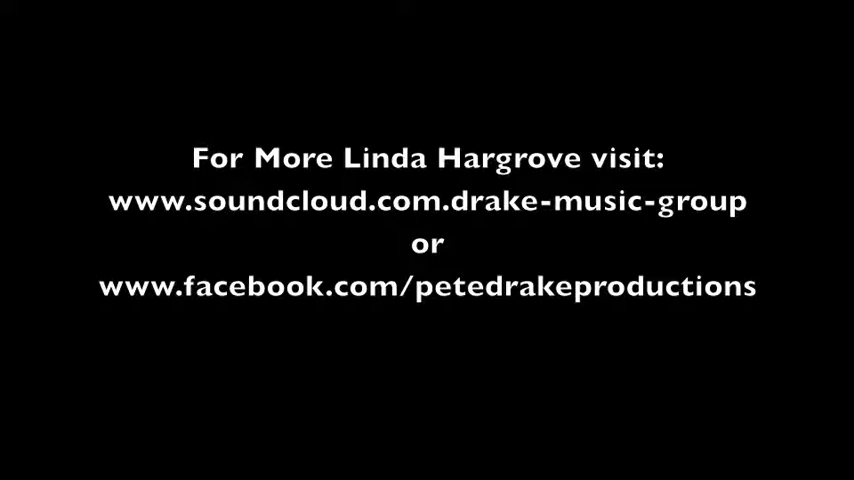 For More Linda Hargrove visit:
www.soundcloud.com.drake-music-group
or
www.facebook.com/petedrakeproductions